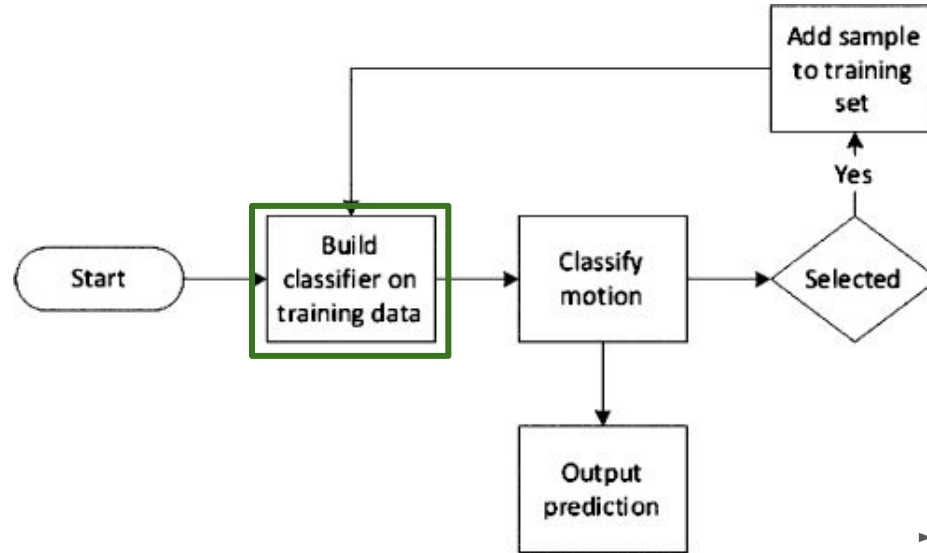 Add sample
to training
set
Yes
Start
Build
classifier on
training data
Classify
motion
Selected
Output
prediction